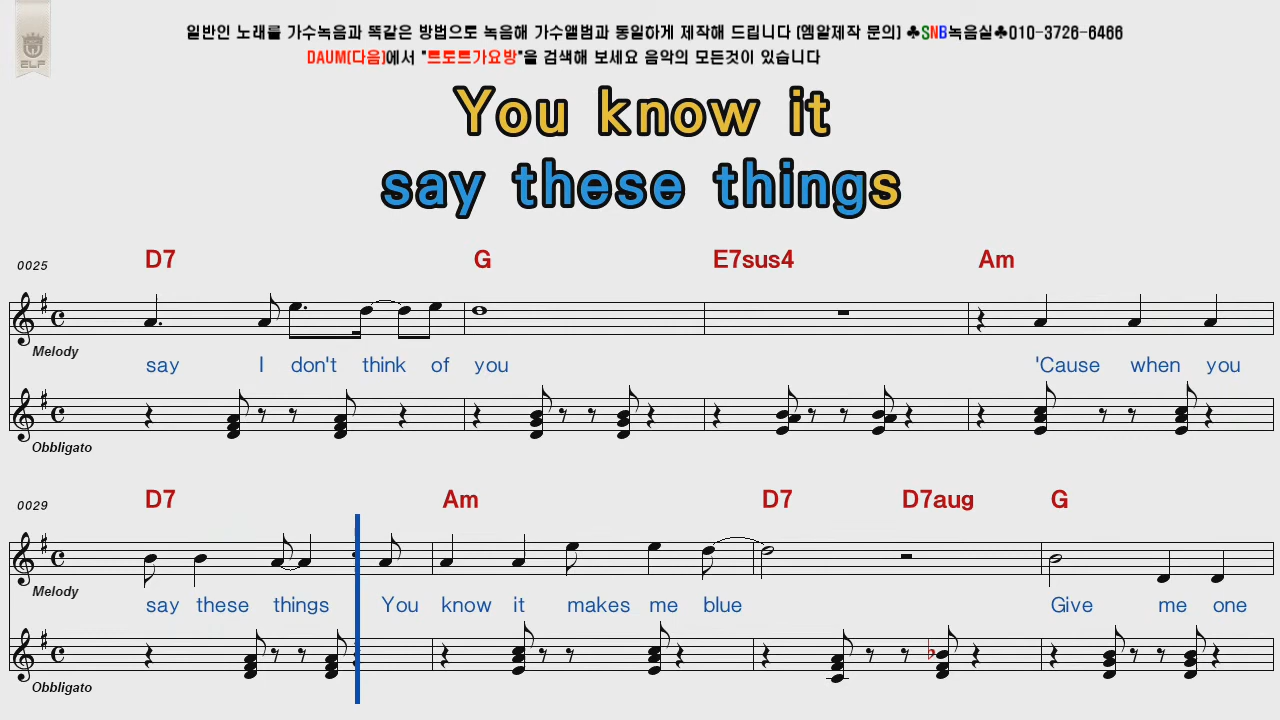 일반인 노래를 가수녹음과 똑같은 방법으로 녹음해 가수앨범과 동일하게 제작해 드립니다 (엠알제작 문의) ♣SNB녹음실♣010-3726-6466
DAUM(다음)에서 "트로트가요방"을 검색해 보세요 음악의 모든것이 있습니다
ELF
You know it
say these things
0025 D7 G E7sus4 Am
Melody
say I don't think of you 'Cause when you
Obbligato
0029 D7 Am D7 D7aug G
Melody
say these things You know it makes me blue Give me one
Obbligato